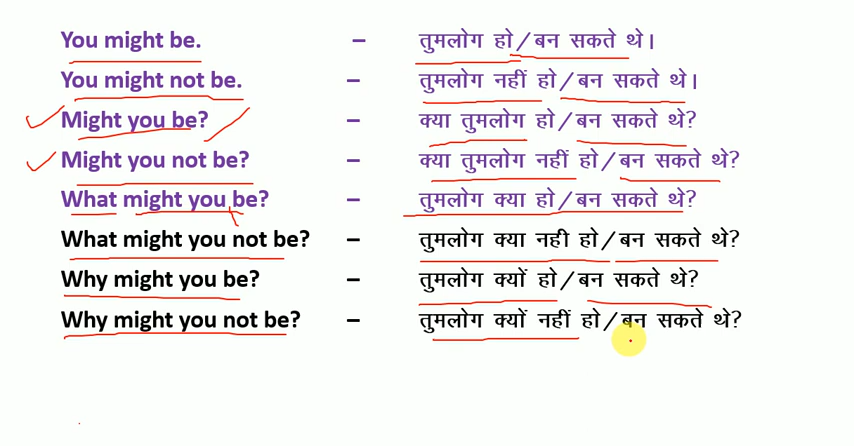 You might be. – तुमलोग हो/बन सकते थे।
You might not be. – तुमलोग नहीं हो/बन सकते थे।
Might you be? – क्या तुमलोग हो/बन सकते थे?
Might you not be? – क्या तुमलोग नहीं हो/बन सकते थे?
What might you be? – तुमलोग क्या हो/बन सकते थे?
What might you not be? – तुमलोग क्या नही हो/बन सकते थे?
Why might you be? – तुमलोग क्यों हो/बन सकते थे?
Why might you not be? – तुमलोग क्यों नहीं हो/बन सकते थे?